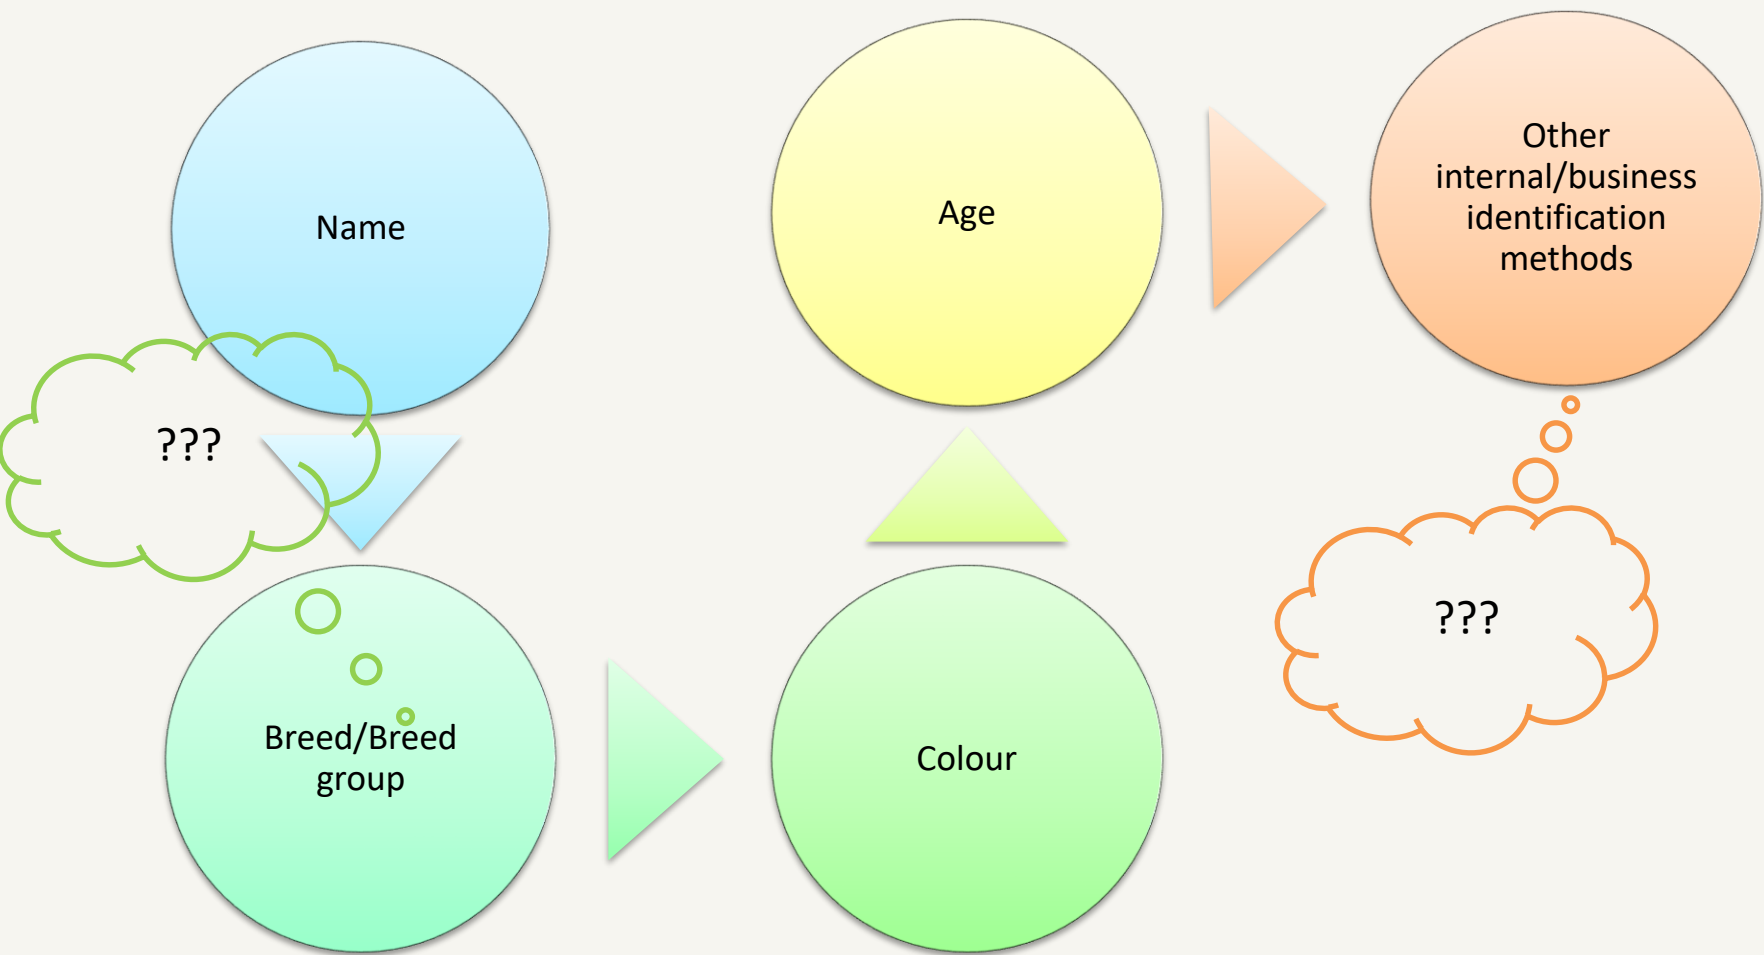 Name
???
Breed/Breed
group
Colour
Age
Other
internal/business
identification
methods
???